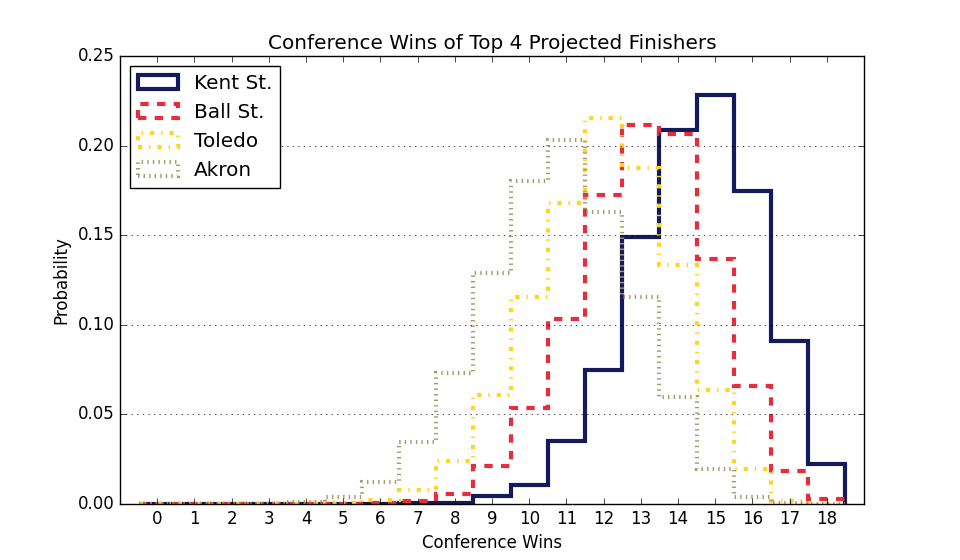 Conference Wins of Top 4 Projected Finishers
Kent St.
Ball St.
Toledo
Akron
Probability
0.25
0.20
0.15
0.10
0.05
0.00
0 1 2 3 4 5 6 7 8 9 10 11 12 13 14 15 16 17 18
Conference Wins